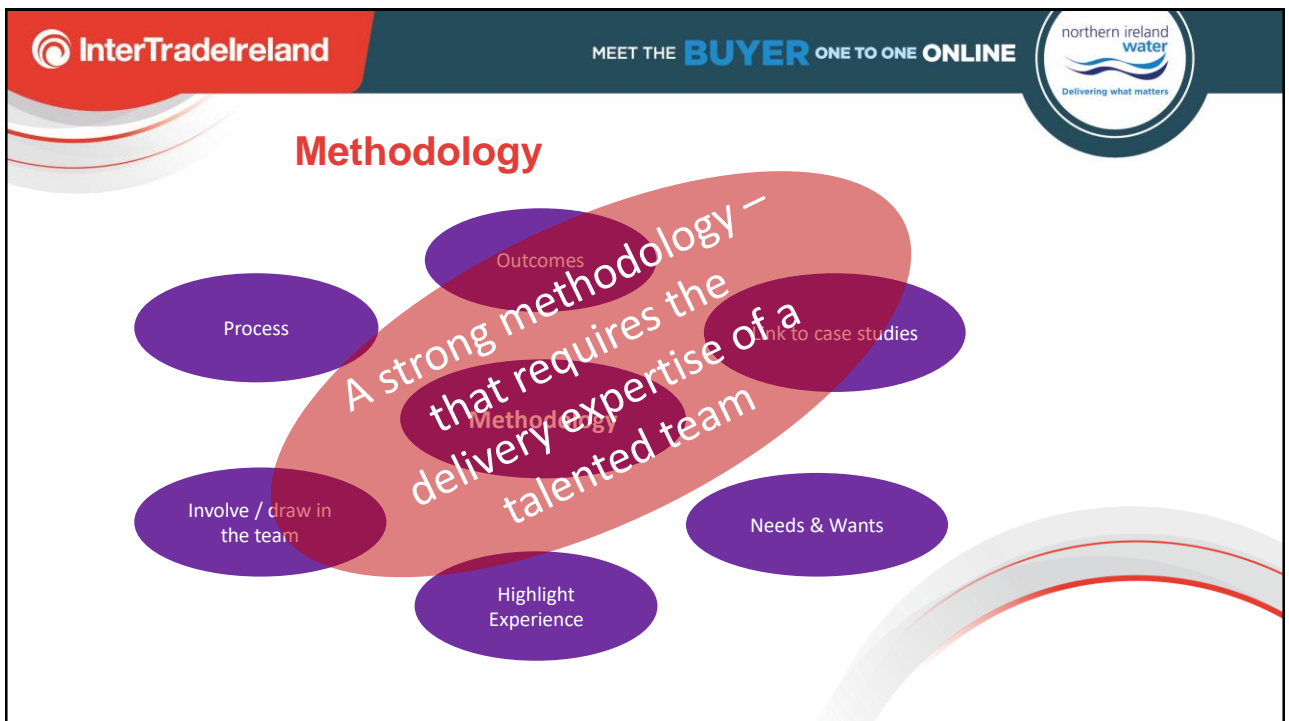 InterTradeIreland
MEET THE BUYER ONE TO ONE ONLINE
northern ireland
water
Delivering what matters
Methodology
Outcomes
Process
Link to case studies
Methodology
Involve / draw in
the team
Needs & Wants
Highlight
Experience
A strong methodology –
that requires the
delivery expertise of a
talented team